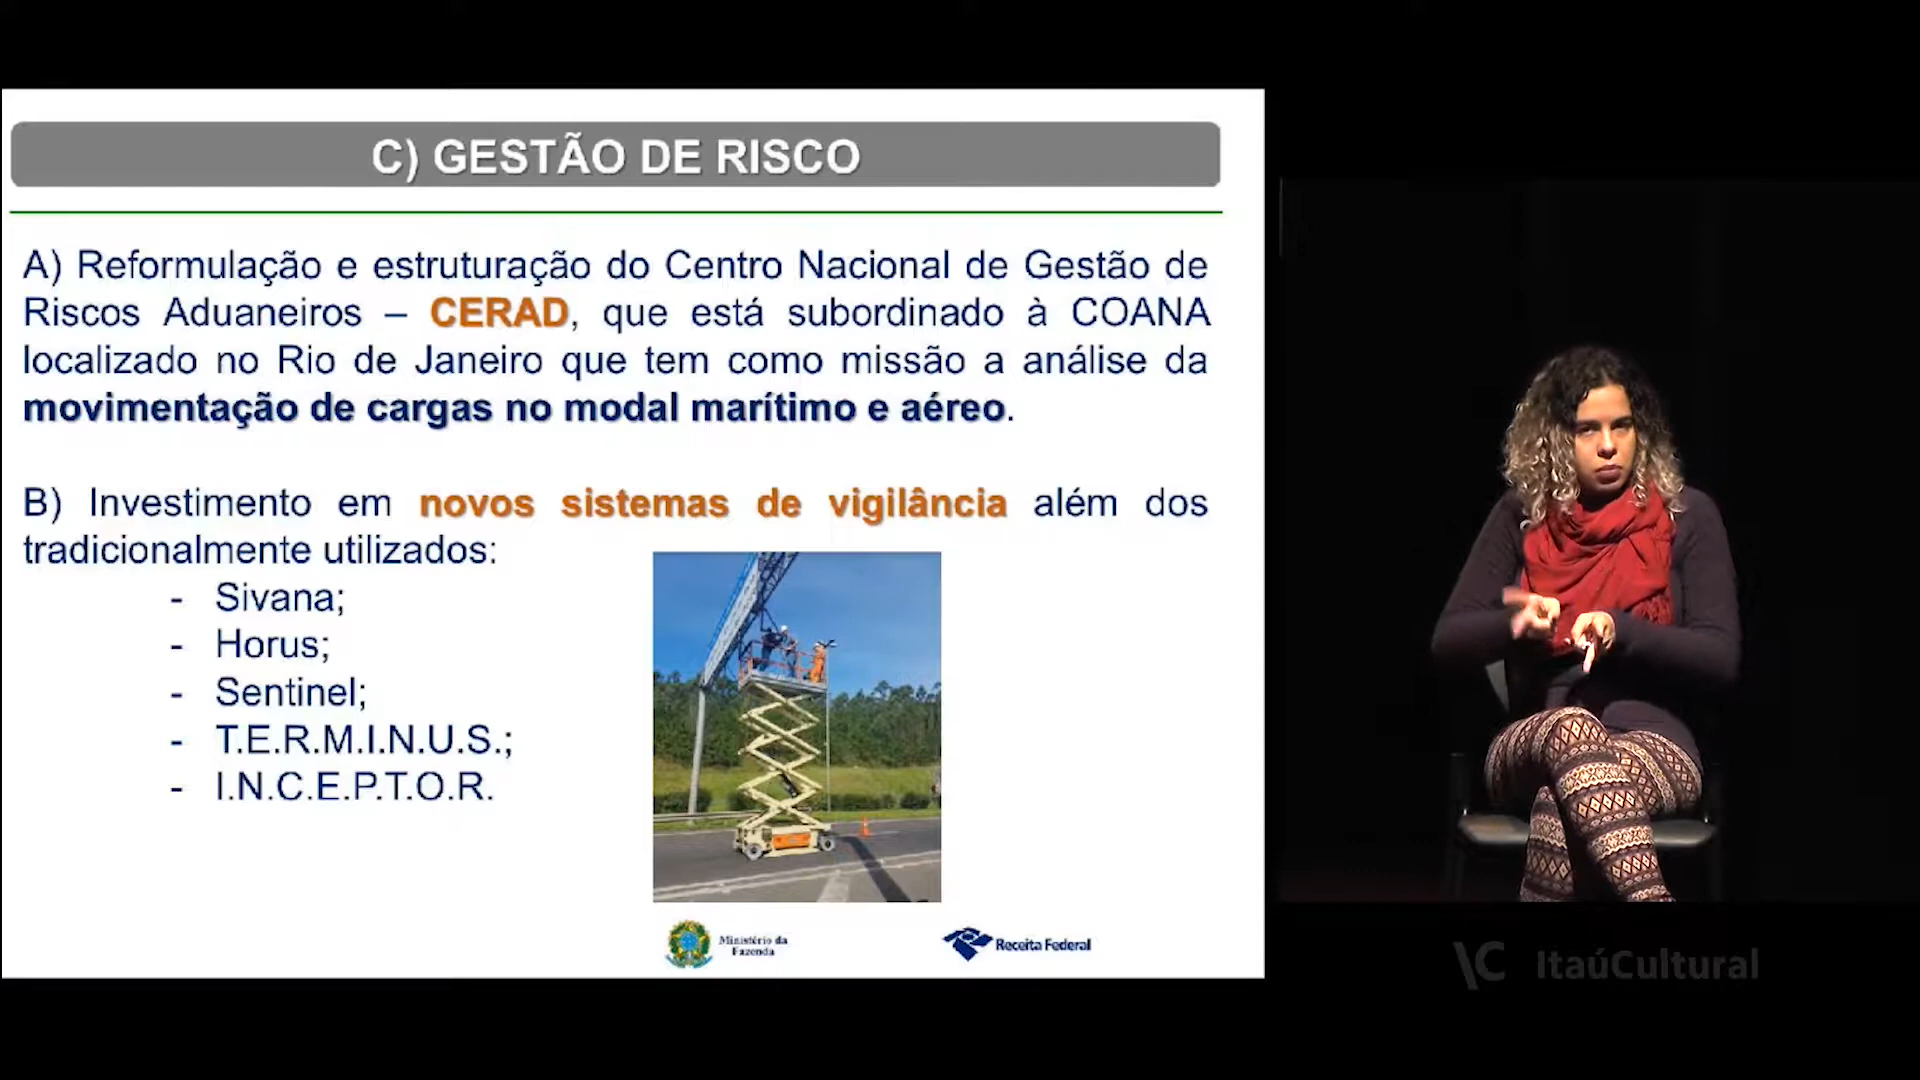 C) GESTÃO DE RISCO
A) Reformulação e estruturação do Centro Nacional de Gestão de
Riscos Aduaneiros – CERAD, que está subordinado à COANA
localizado no Rio de Janeiro que tem como missão a análise da
movimentação de cargas no modal marítimo e aéreo.
B) Investimento em novos sistemas de vigilância além dos
tradicionalmente utilizados:
- Sivana;
- Horus;
- Sentinel;
- T.E.R.M.I.N.U.S.;
- I.N.C.E.P.T.O.R.
Ministério da
Fazenda
Receita Federal
ItaúCultural